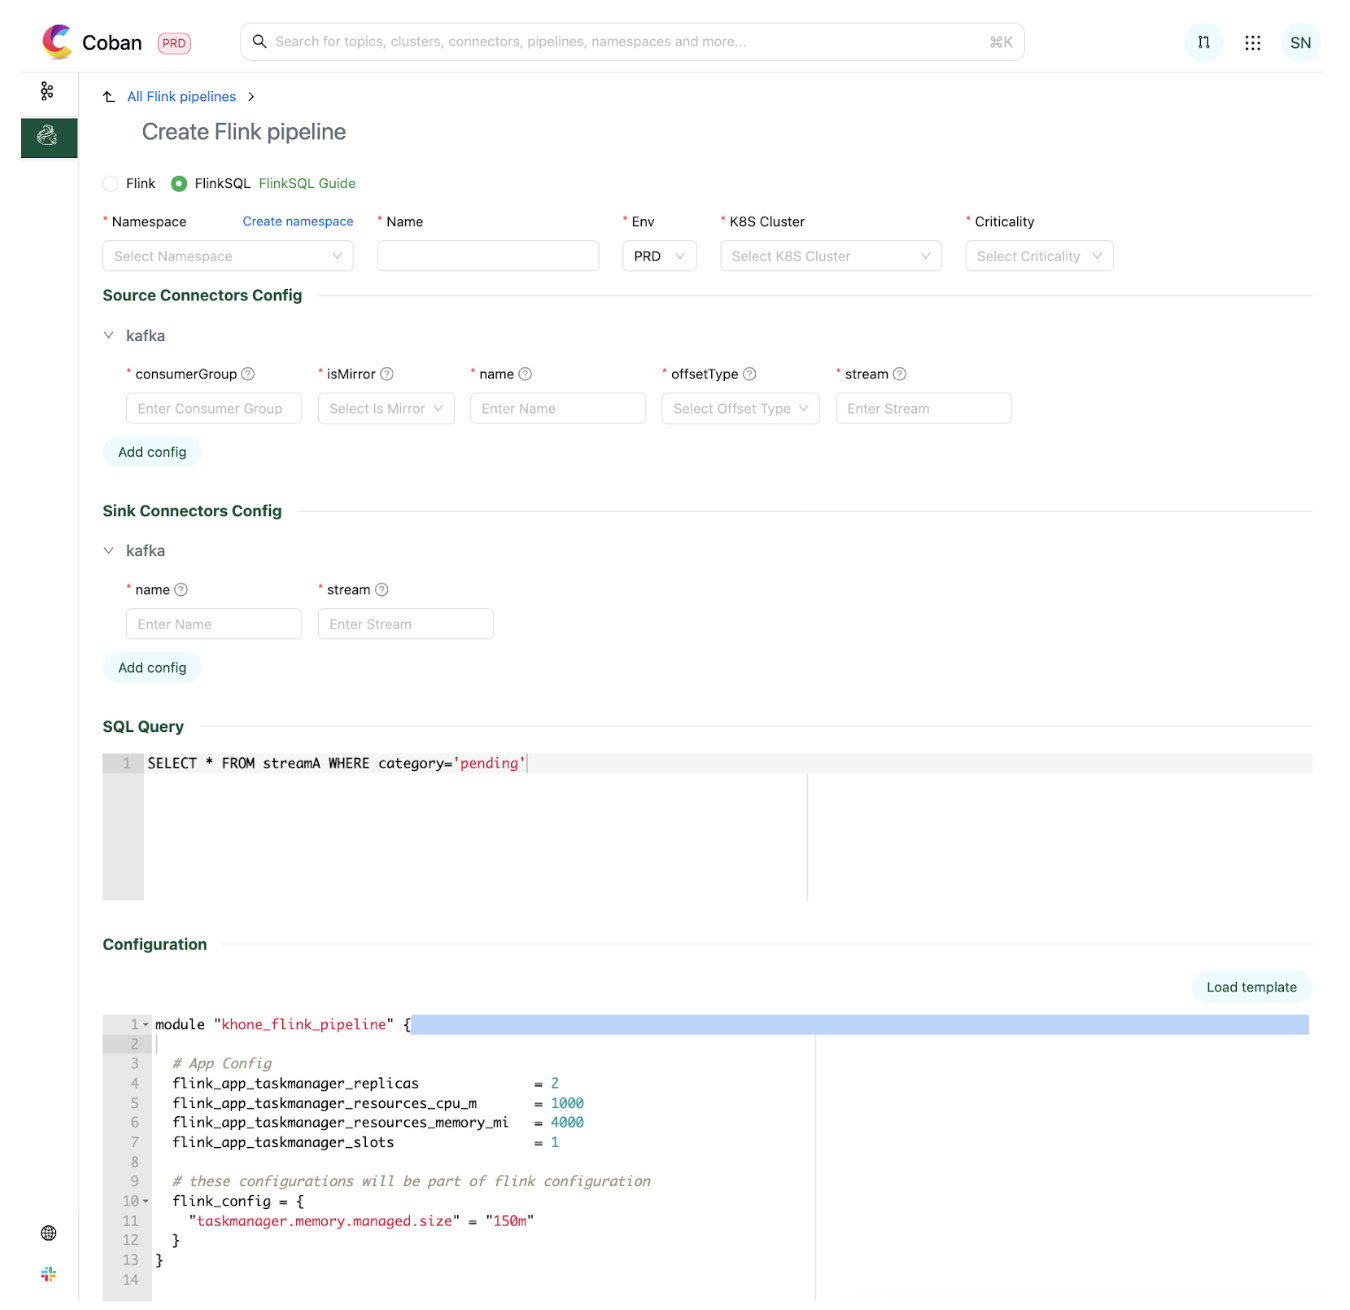 Coban PRD Search for topics, clusters, connectors, pipelines, namespaces and more... ⌘K SN
All Flink pipelines >
Create Flink pipeline
Flink FlinkSQL FlinkSQL Guide
* Namespace Create namespace * Name * Env * K8S Cluster * Criticality
Select Namespace PRD Select K8S Cluster Select Criticality
Source Connectors Config
kafka
* consumerGroup ? * isMirror ? * name ? * offsetType ? * stream ?
Enter Consumer Group Select Is Mirror Enter Name Select Offset Type Enter Stream
Add config
Sink Connectors Config
kafka
* name ? * stream ?
Enter Name Enter Stream
Add config
SQL Query
1 SELECT * FROM streamA WHERE category='pending'
Configuration
Load template
1 module "khone_flink_pipeline" {
2
3 # App Config
4 flink_app_taskmanager_replicas = 2
5 flink_app_taskmanager_resources_cpu_m = 1000
6 flink_app_taskmanager_resources_memory_mi = 4000
7 flink_app_taskmanager_slots = 1
8
9 # these configurations will be part of flink configuration
10 flink_config = {
11 "taskmanager.memory.managed.size" = "150m"
12 }
13 }
14